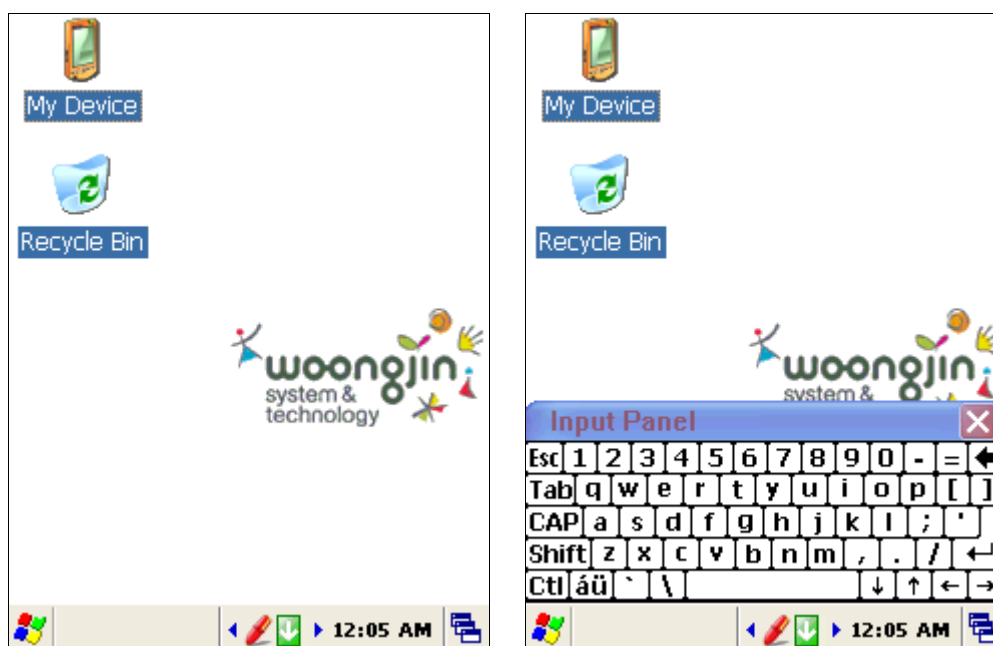 My Device
Recycle Bin
woongjin
system &
technology
12:05 AM
My Device
Recycle Bin
woongjin
system &
Input Panel
Esc 1 2 3 4 5 6 7 8 9 0 - =
Tab q w e r t y u i o p [ ]
CAP a s d f g h j k l ; '
Shift z x c v b n m , . /
Ctl áü ` \ ↓ ↑ ← →
12:05 AM